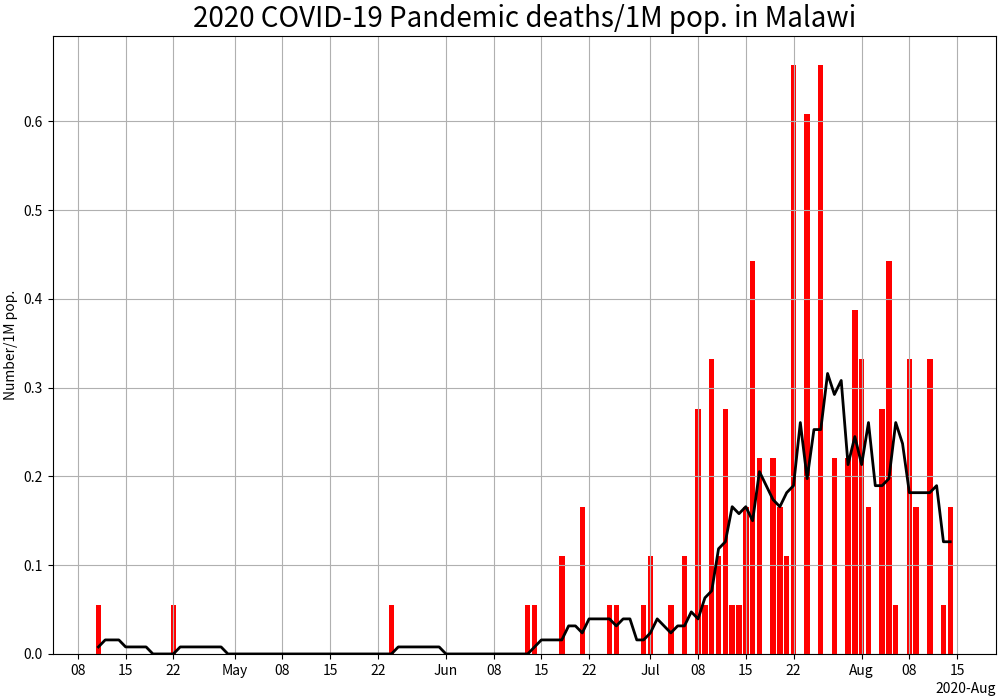 2020 COVID-19 Pandemic deaths/1M pop. in Malawi
Number/1M pop.
0.6
0.5
0.4
0.3
0.2
0.1
0.0
08 15 22 May 08 15 22 Jun 08 15 22 Jul 08 15 22 Aug 08 15
2020-Aug